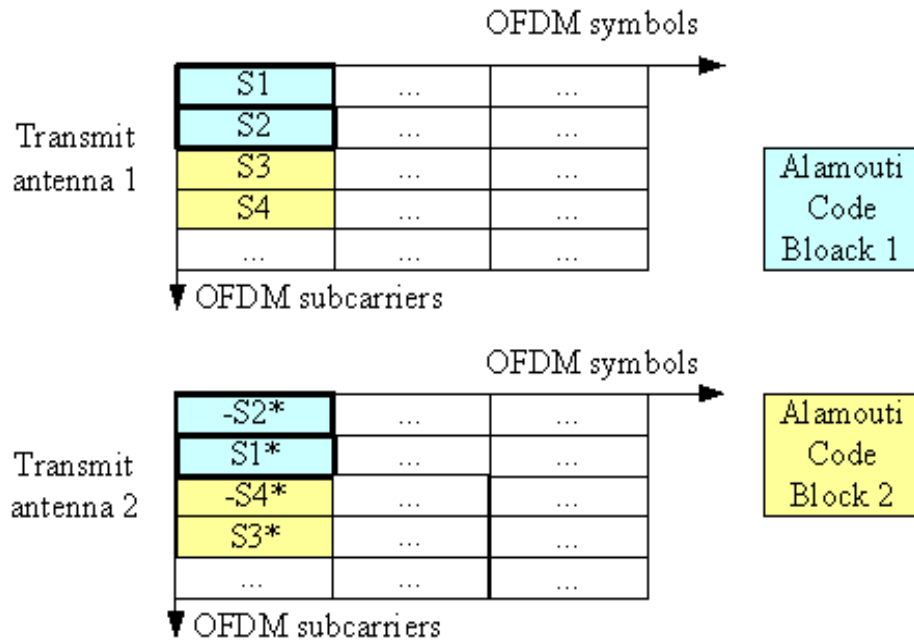 OFDM symbols
Transmit
antenna 1
S1 ... ...
S2 ... ...
S3 ... ...
S4 ... ...
... ... ...
OFDM subcarriers
Alamouti
Code
Bloack 1
OFDM symbols
Transmit
antenna 2
-S2* ... ...
S1* ... ...
-S4* ... ...
S3* ... ...
... ... ...
OFDM subcarriers
Alamouti
Code
Block 2